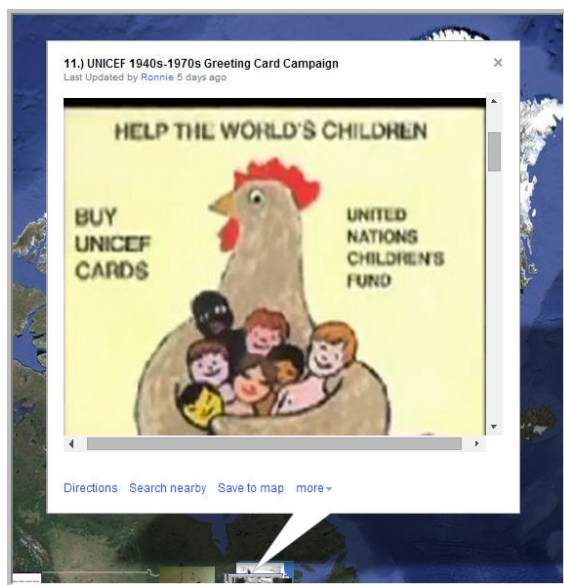 11.) UNICEF 1940s-1970s Greeting Card Campaign
Last Updated by Ronnie 5 days ago
HELP THE WORLD'S CHILDREN
BUY
UNICEF
CARDS
UNITED
NATIONS
CHILDREN'S
FUND
Directions Search nearby Save to map more